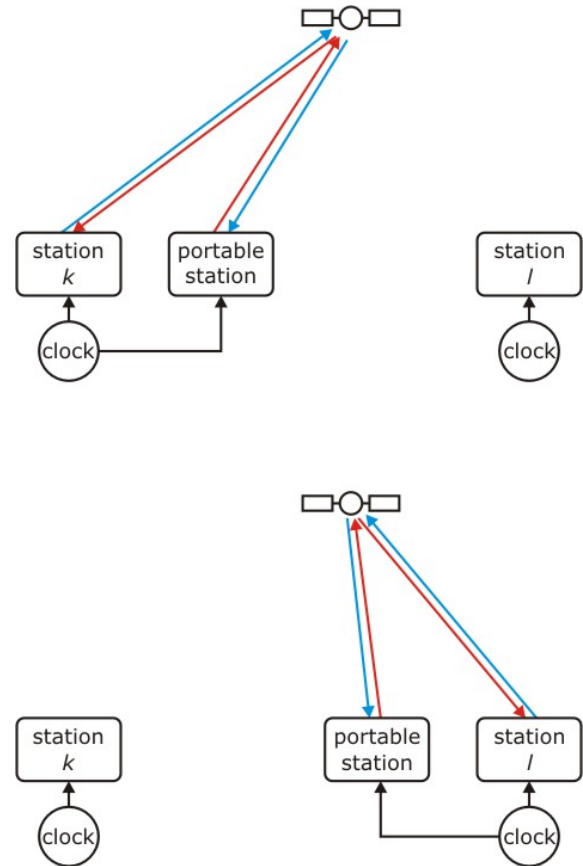 station
k
portable
station
station
l
clock
clock
station
k
portable
station
station
l
clock
clock